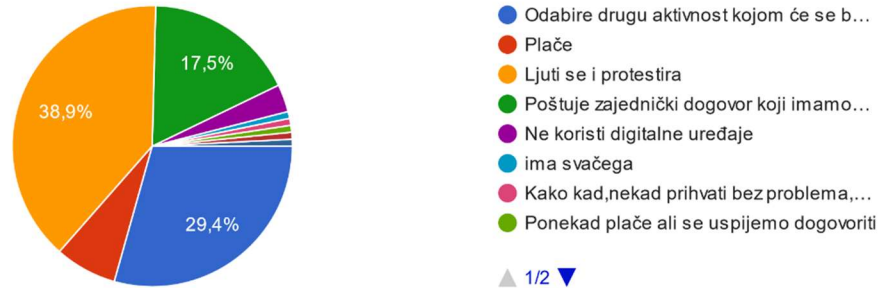 17,5%
38,9%
29,4%
Odabire drugu aktivnost kojom će se b…
Plače
Ljuti se i protestira
Poštuje zajednički dogovor koji imamo…
Ne koristi digitalne uređaje
ima svačega
Kako kad,nekad prihvati bez problema,…
Ponekad plače ali se uspijemo dogovoriti
1/2